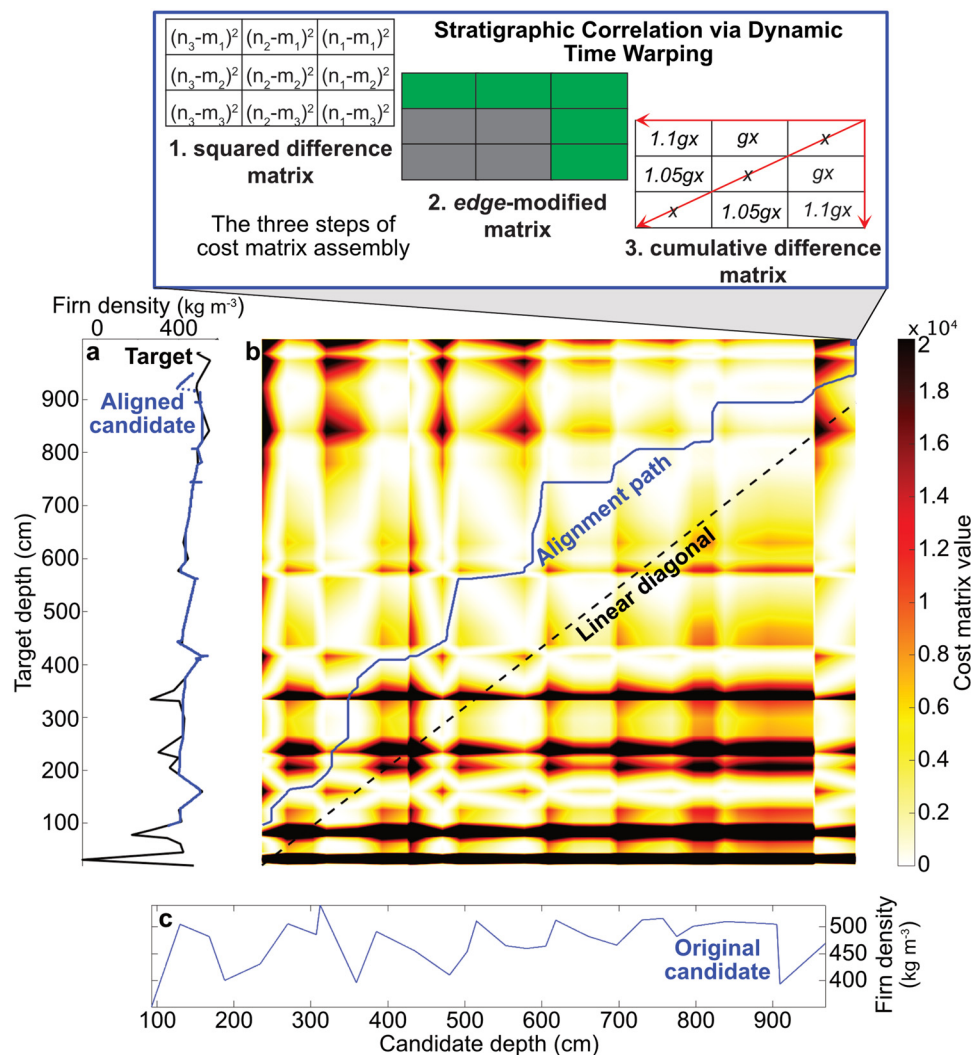 (n₃-m₁)² (n₂-m₁)² (n₁-m₁)²
(n₃-m₂)² (n₂-m₂)² (n₁-m₂)²
(n₃-m₃)² (n₂-m₃)² (n₁-m₃)²
1. squared difference
matrix
The three steps of
cost matrix assembly
Stratigraphic Correlation via Dynamic
Time Warping
2. edge-modified
matrix
1.1gx gx x
1.05gx x gx
x 1.05gx 1.1gx
3. cumulative difference
matrix
Firn density (kg m⁻³)
0 400
a
Target
Aligned
candidate
900
800
700
600
500
400
300
200
100
Target depth (cm)
b
Alignment path
Linear diagonal
x 10⁴
2
1.8
1.6
1.4
1.2
1
0.8
0.6
0.4
0.2
0
Cost matrix value
c
Original
candidate
500
450
400
Firn density
(kg m⁻³)
100 200 300 400 500 600 700 800 900
Candidate depth (cm)